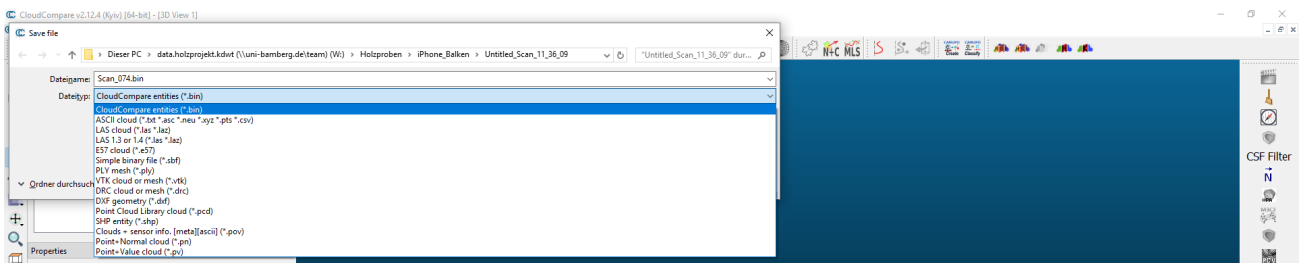 CloudCompare v2.12.4 (Kyiv) [64-bit] - [3D View 1]
Save file
Dieser PC > data.holzprojekt.kdwt (\\uni-bamberg.de\team) (W:) > Holzproben > iPhone_Balken > Untitled_Scan_11_36_09
"Untitled_Scan_11_36_09" dur...
Dateiname: Scan_074.bin
Dateityp: CloudCompare entities (*.bin)
CloudCompare entities (*.bin)
ASCII cloud (*.txt *.asc *.neu *.xyz *.pts *.csv)
LAS cloud (*.las *.laz)
LAS 1.3 or 1.4 (*.las *.laz)
E57 cloud (*.e57)
Simple binary file (*.sbf)
PLY mesh (*.ply)
VTK cloud or mesh (*.vtk)
DRC cloud or mesh (*.drc)
DXF geometry (*.dxf)
Point Cloud Library cloud (*.pcd)
SHP entity (*.shp)
Clouds + sensor info. [meta][ascii] (*.pov)
Point+Normal cloud (*.pn)
Point+Value cloud (*.pv)
Ordner durchsuch
Properties
N+C MLS
Create
Classify
CSF Filter
N
HPR
PCV